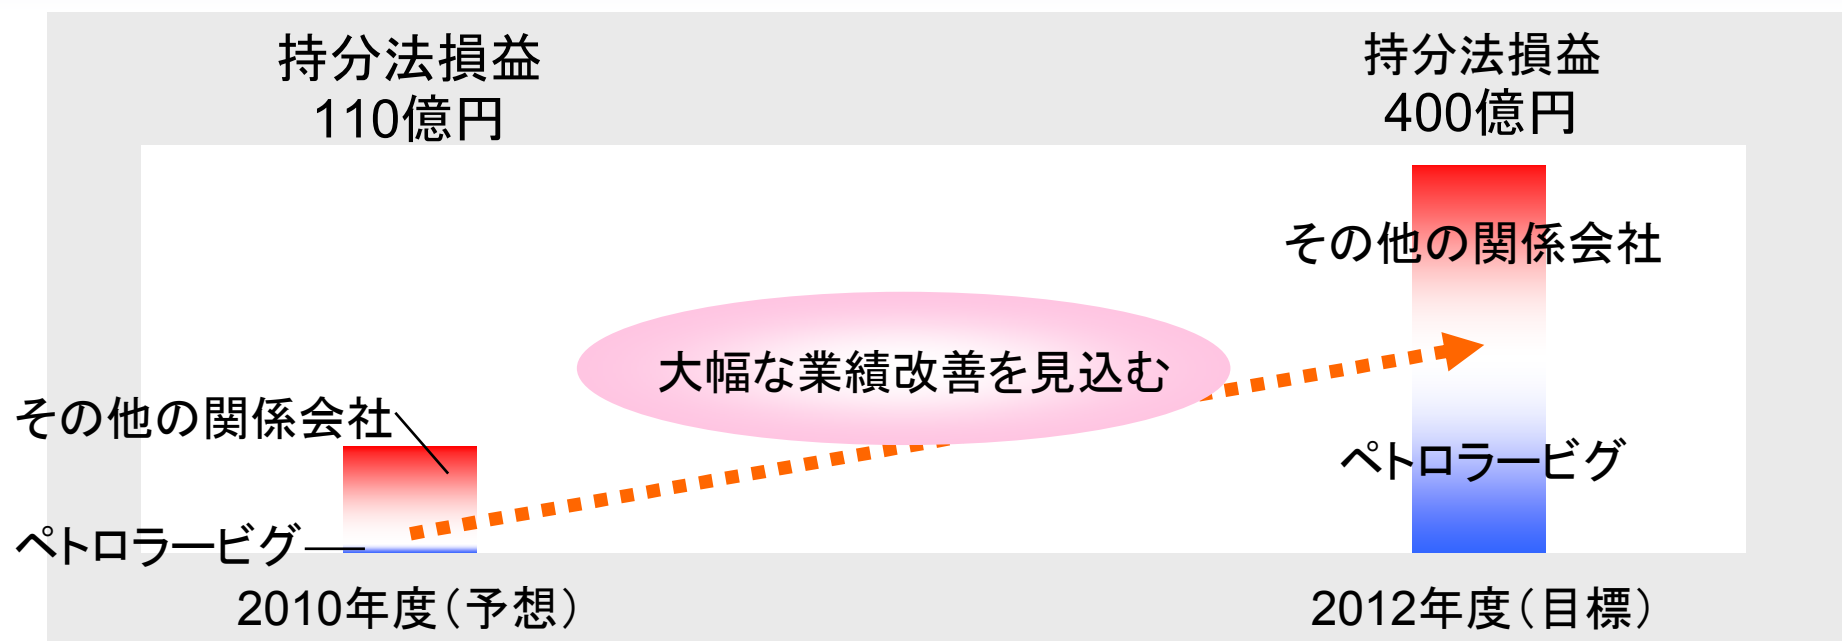 持分法損益
110億円
持分法損益
400億円
その他の関係会社
大幅な業績改善を見込む
その他の関係会社
ペトロラービグ
ペトロラービグ
2010年度（予想）
2012年度（目標）